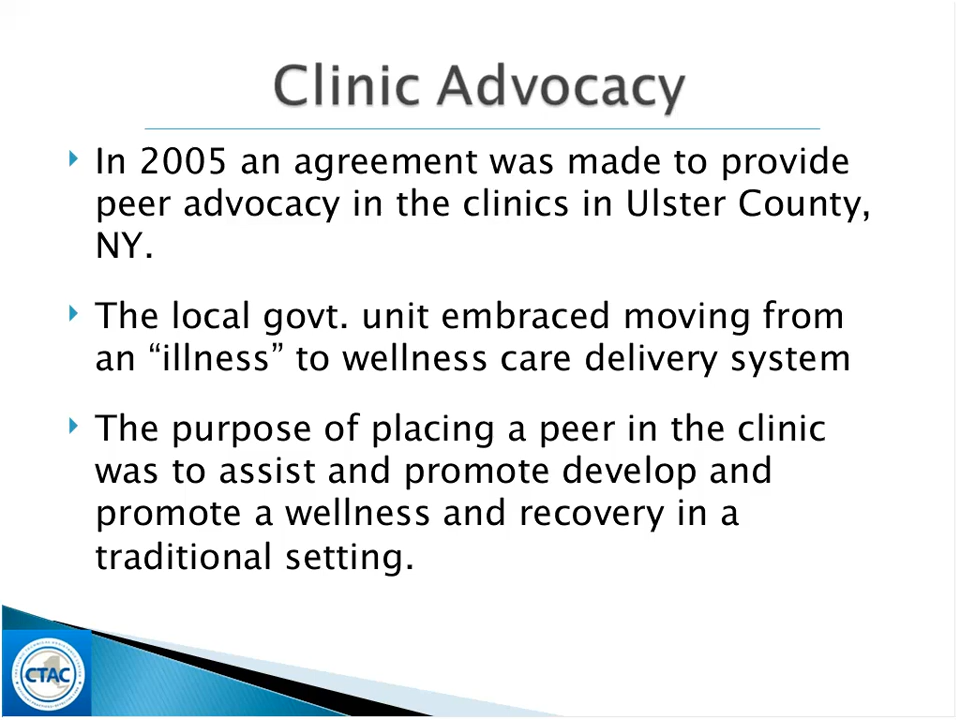 Clinic Advocacy
In 2005 an agreement was made to provide
peer advocacy in the clinics in Ulster County,
NY.
The local govt. unit embraced moving from
an “illness” to wellness care delivery system
The purpose of placing a peer in the clinic
was to assist and promote develop and
promote a wellness and recovery in a
traditional setting.
CTAC